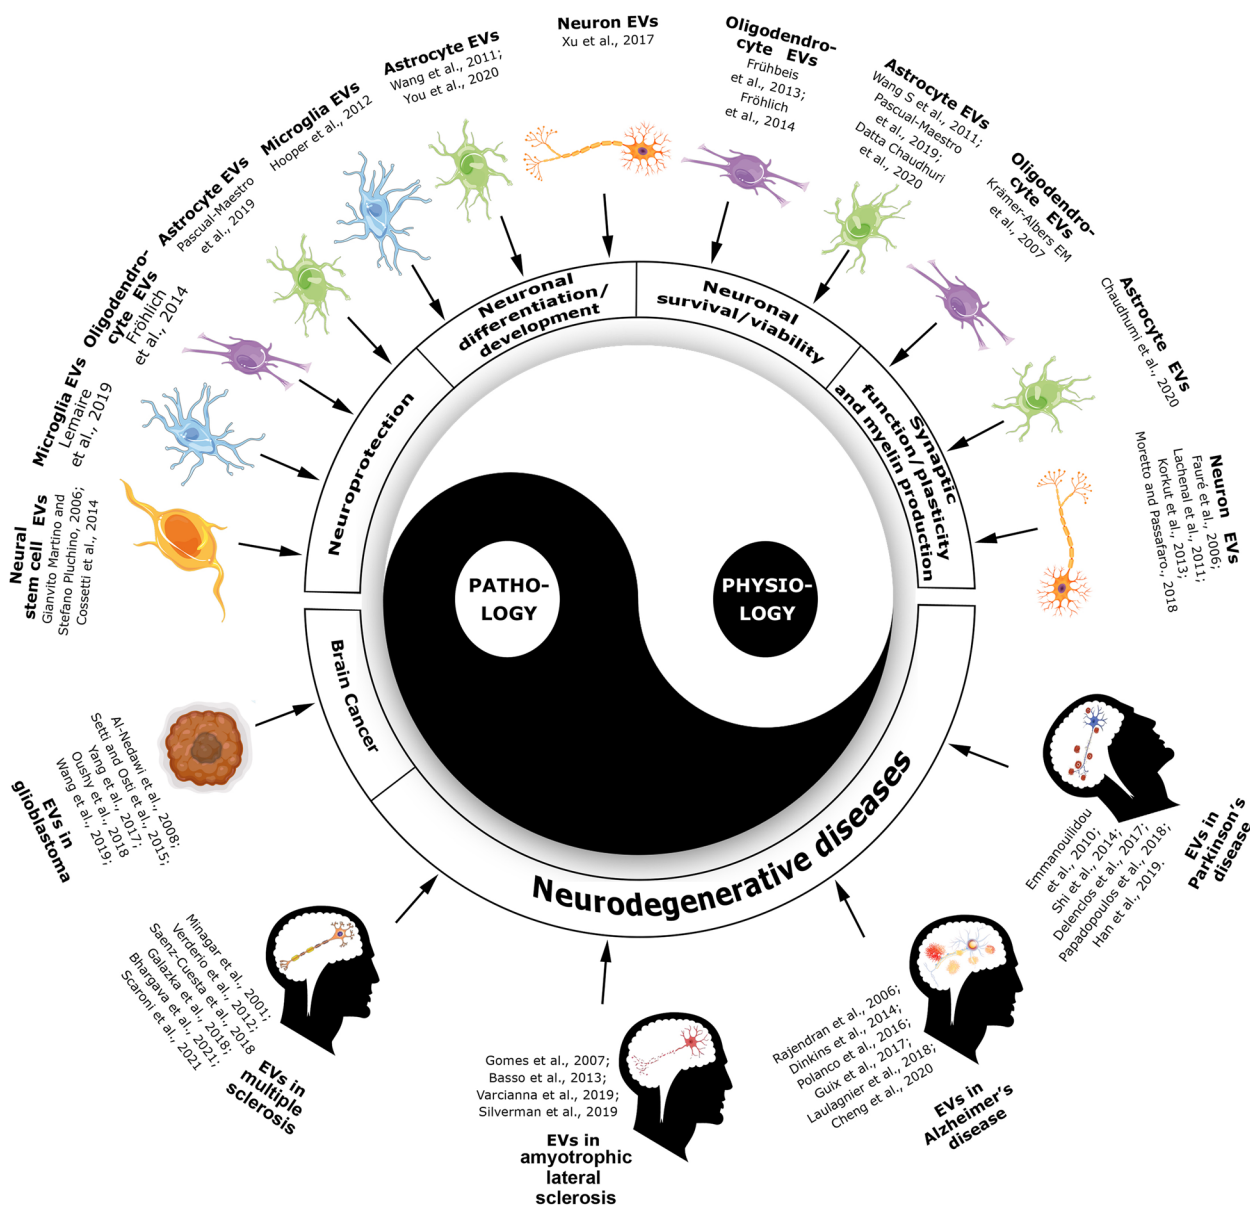 Neuron EVs
Xu et al., 2017
Oligodendro-
cyte EVs
Frühbeis
et al., 2013;
Fröhlich
et al., 2014
Astrocyte EVs
Wang S et al., 2011;
Pascual-Maestro
et al., 2019;
Datta Chaudhuri
et al., 2020
Oligodendro-
cyte EVs
Krämer-Albers EM
et al., 2007
Astrocyte EVs
Chaudhumi et al., 2020
Neuron EVs
Fauré et al., 2006;
Lachenal et al., 2011;
Korkut et al., 2013;
Moretto and Passafaro., 2018
Astrocyte EVs
Wang et al., 2011;
You et al., 2020
Microglia EVs
Hooper et al., 2012
Astrocyte EVs
Pascual-Maestro
et al., 2019
Oligodendro-
cyte EVs
Fröhlich
et al., 2014
Microglia EVs
Lemaire
et al., 2019
Neural
stem cell EVs
Gianvito Martino and
Stefano Pluchino, 2006;
Cossetti et al., 2014
Neuroprotection
Neuronal
differentiation/
development
Neuronal
survival/viability
Synaptic
function/plasticity
and myelin production
PATHO-
LOGY
PHYSIO-
LOGY
Brain Cancer
Neurodegenerative diseases
Al-Nedawi et al., 2008;
Setti and Osti et al., 2015;
Yang et al., 2017;
Oushy et al., 2018
Wang et al., 2019;
EVs in
glioblastoma
Minagar et al., 2001;
Verderio et al., 2012;
Saenz-Cuesta et al., 2018
Galazka et al., 2018;
Bhargava et al., 2021;
Scaroni et al., 2021
EVs in
multiple
sclerosis
Gomes et al., 2007;
Basso et al., 2013;
Varcianna et al., 2019;
Silverman et al., 2019
EVs in
amyotrophic
lateral
sclerosis
Rajendran et al., 2006;
Dinkins et al., 2014;
Polanco et al., 2016;
Guix et al., 2017;
Laulagnier et al., 2018;
Cheng et al., 2020
EVs in
Alzheimer's
disease
Emmanouilidou
et al., 2010;
Shi et al., 2014;
Delenclos et al., 2017;
Papadopoulos et al., 2018;
Han et al., 2019.
EVs in
Parkinson's
disease